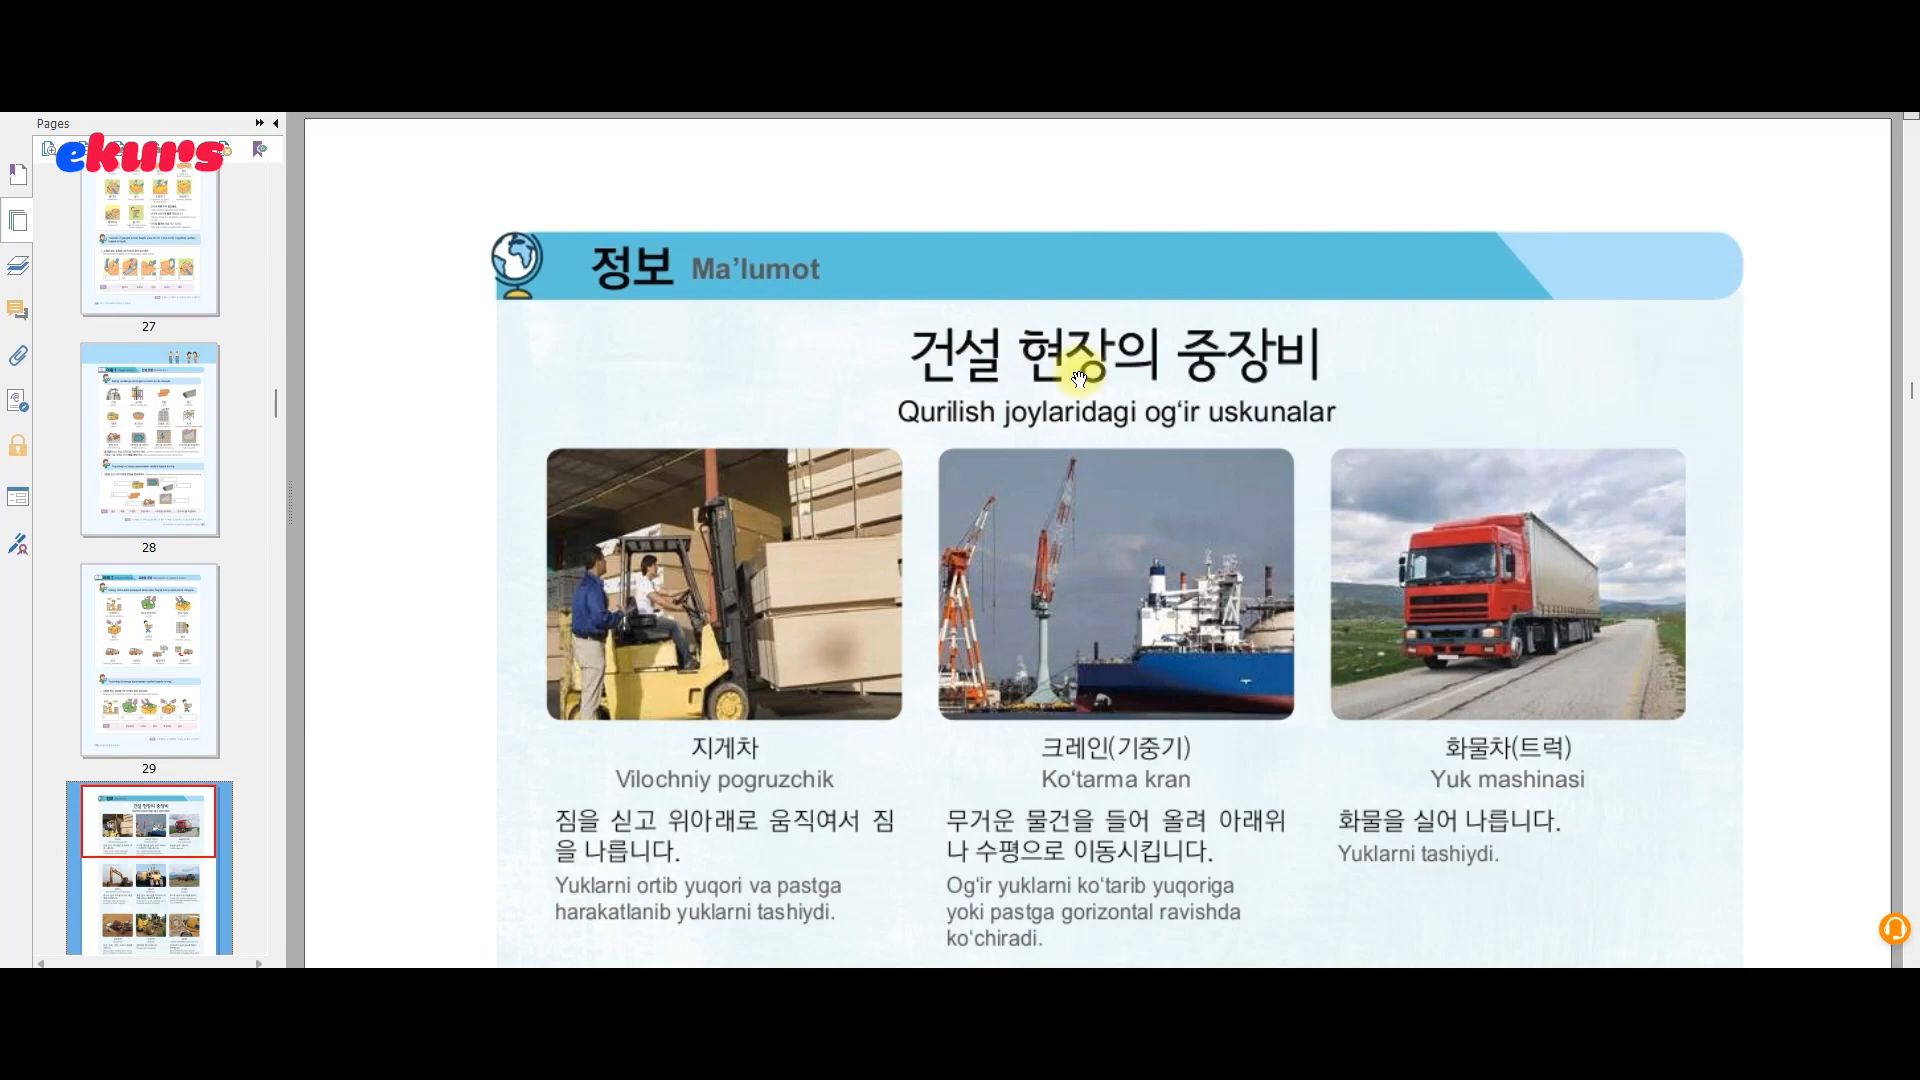 Pages
ekurs
27
28
29
정보 Ma’lumot
건설 현장의 중장비
Qurilish joylaridagi og‘ir uskunalar
지게차
Vilochniy pogruzchik
짐을 싣고 위아래로 움직여서 짐
을 나릅니다.
Yuklarni ortib yuqori va pastga
harakatlanib yuklarni tashiydi.
크레인(기중기)
Ko‘tarma kran
무거운 물건을 들어 올려 아래위
나 수평으로 이동시킵니다.
Og‘ir yuklarni ko‘tarib yuqoriga
yoki pastga gorizontal ravishda
ko‘chiradi.
화물차(트럭)
Yuk mashinasi
화물을 실어 나릅니다.
Yuklarni tashiydi.